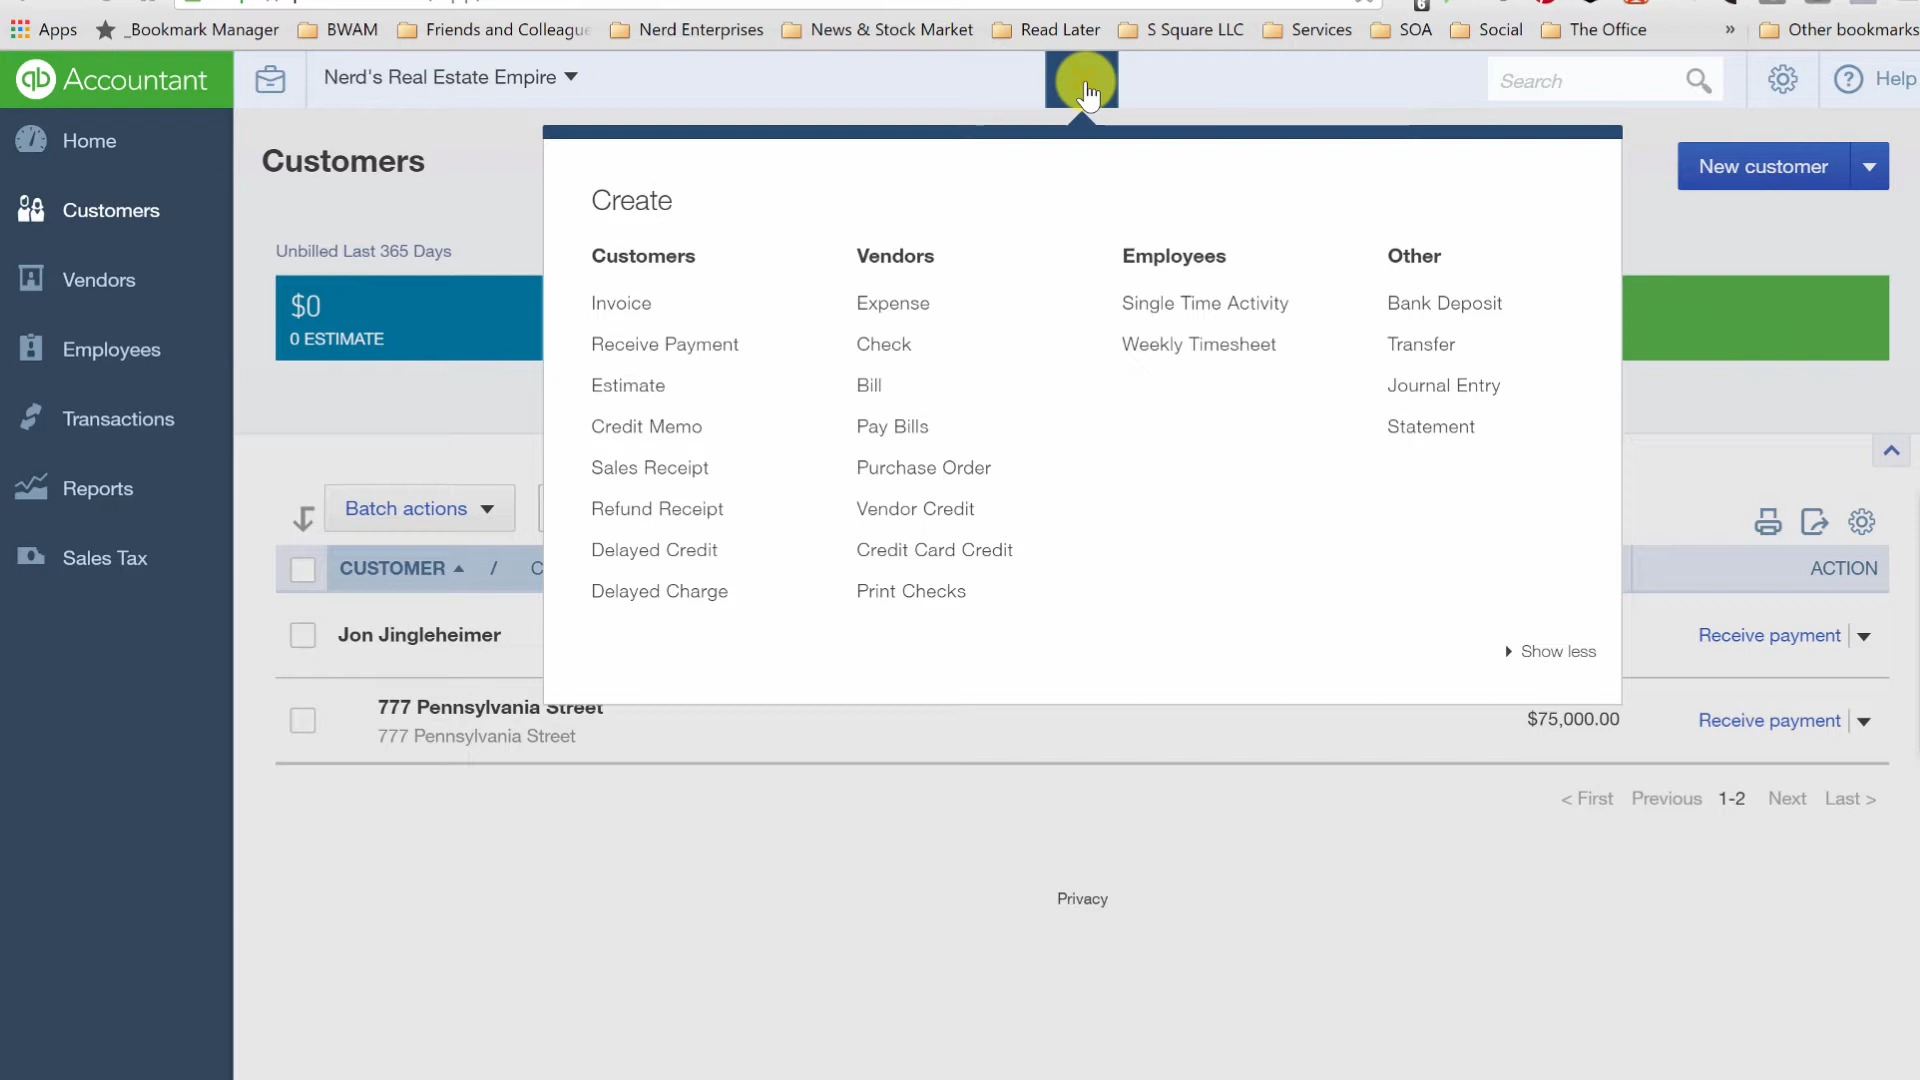 Apps _Bookmark Manager BWAM Friends and Colleague Nerd Enterprises News & Stock Market Read Later S Square LLC Services SOA Social The Office » Other bookmarks
qb Accountant Nerd's Real Estate Empire Search ? Help
Home
Customers
Vendors
Employees
Transactions
Reports
Sales Tax
Customers
New customer
Unbilled Last 365 Days
$0
0 ESTIMATE
Create
Customers
Invoice
Receive Payment
Estimate
Credit Memo
Sales Receipt
Refund Receipt
Delayed Credit
Delayed Charge
Vendors
Expense
Check
Bill
Pay Bills
Purchase Order
Vendor Credit
Credit Card Credit
Print Checks
Employees
Single Time Activity
Weekly Timesheet
Other
Bank Deposit
Transfer
Journal Entry
Statement
Show less
Batch actions
CUSTOMER / C ACTION
Jon Jingleheimer Receive payment
777 Pennsylvania Street
777 Pennsylvania Street
$75,000.00 Receive payment
< First Previous 1-2 Next Last >
Privacy